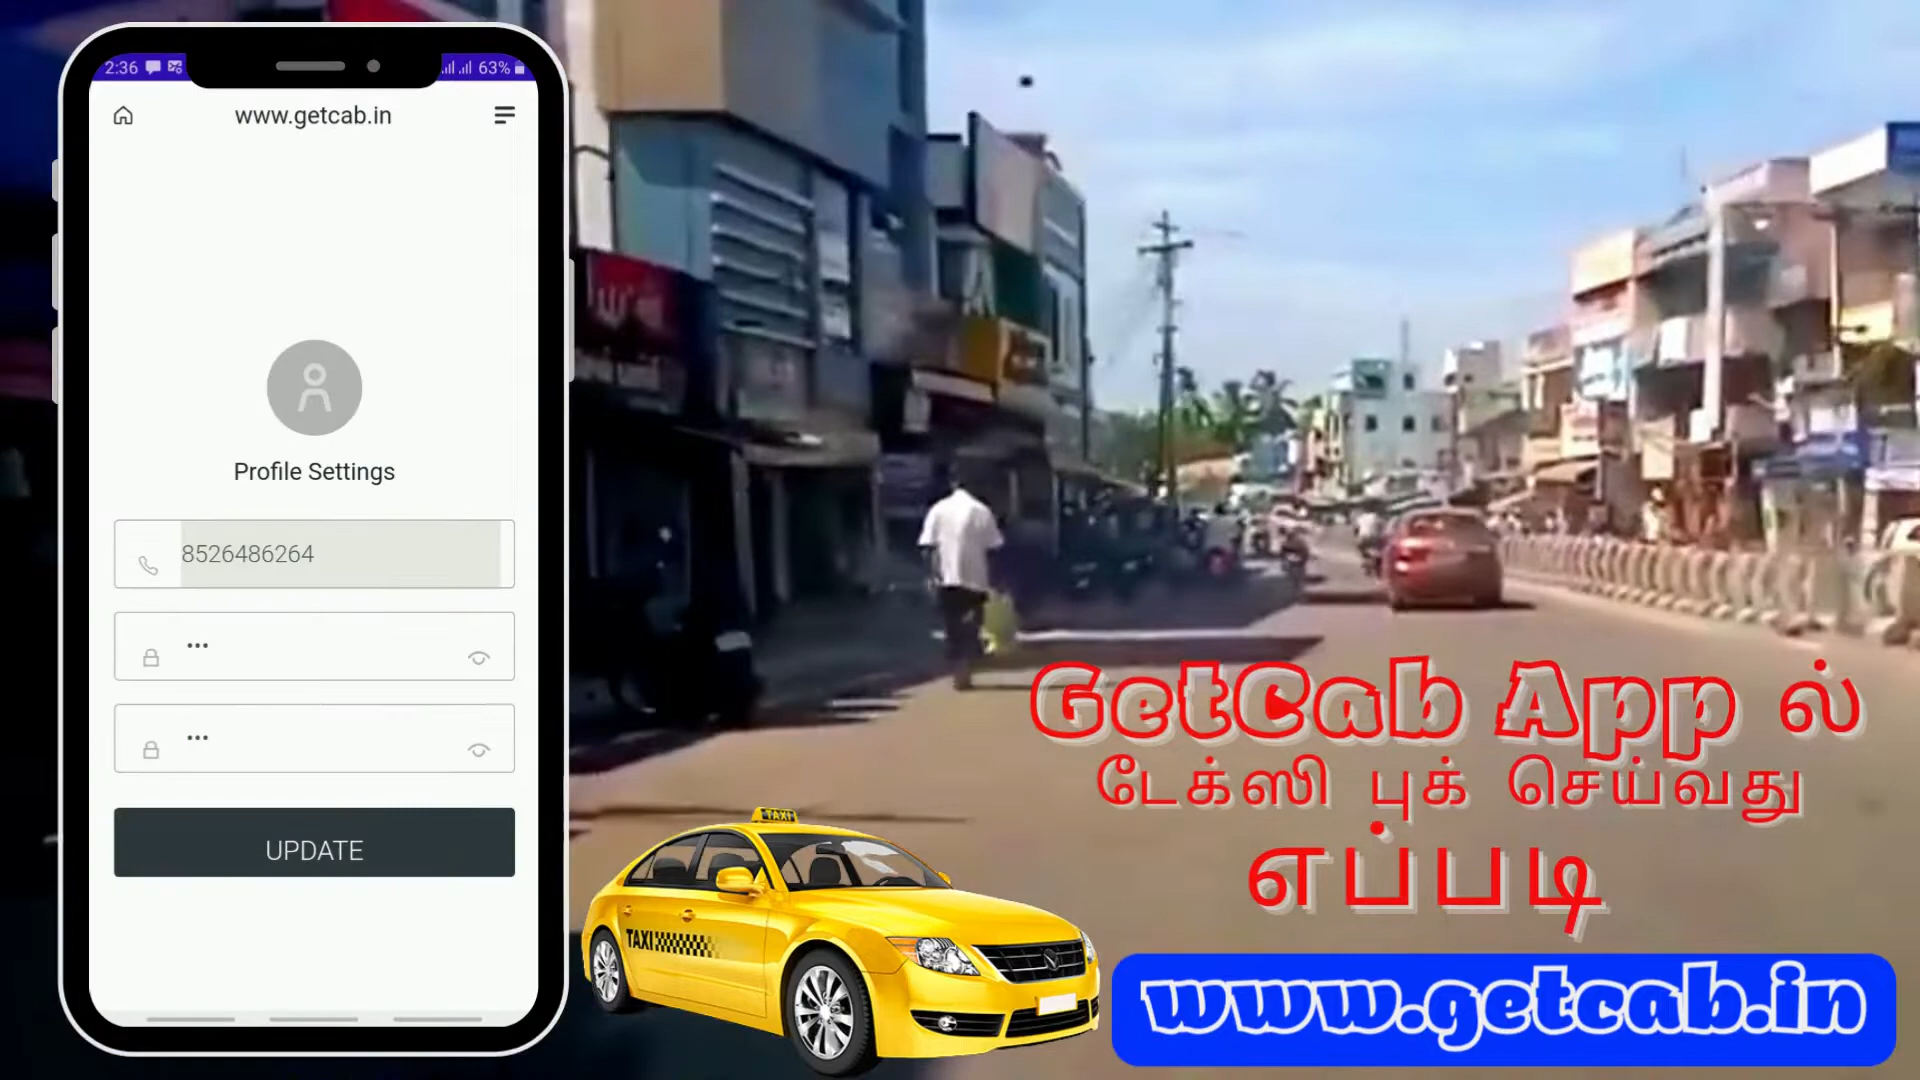 2:36
63%
www.getcab.in
Profile Settings
8526486264
•••
•••
UPDATE
GetCab App ல்
டேக்ஸி புக் செய்வது
எப்படி
TAXI
TAXI
www.getcab.in